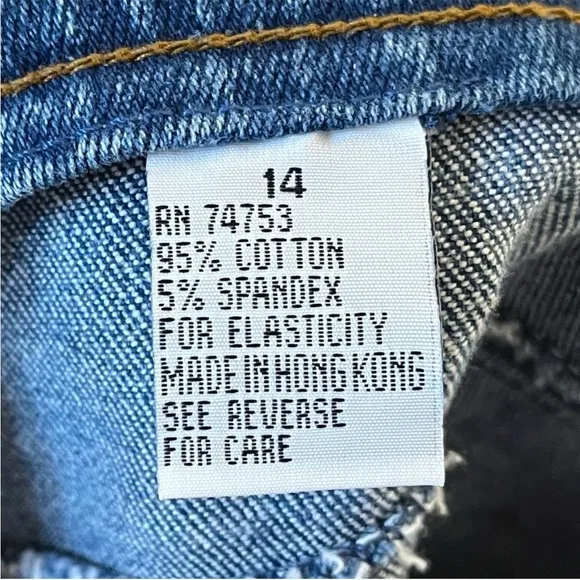 14
RN 74753
95% COTTON
5% SPANDEX
FOR ELASTICITY
MADE IN HONG KONG
SEE REVERSE
FOR CARE